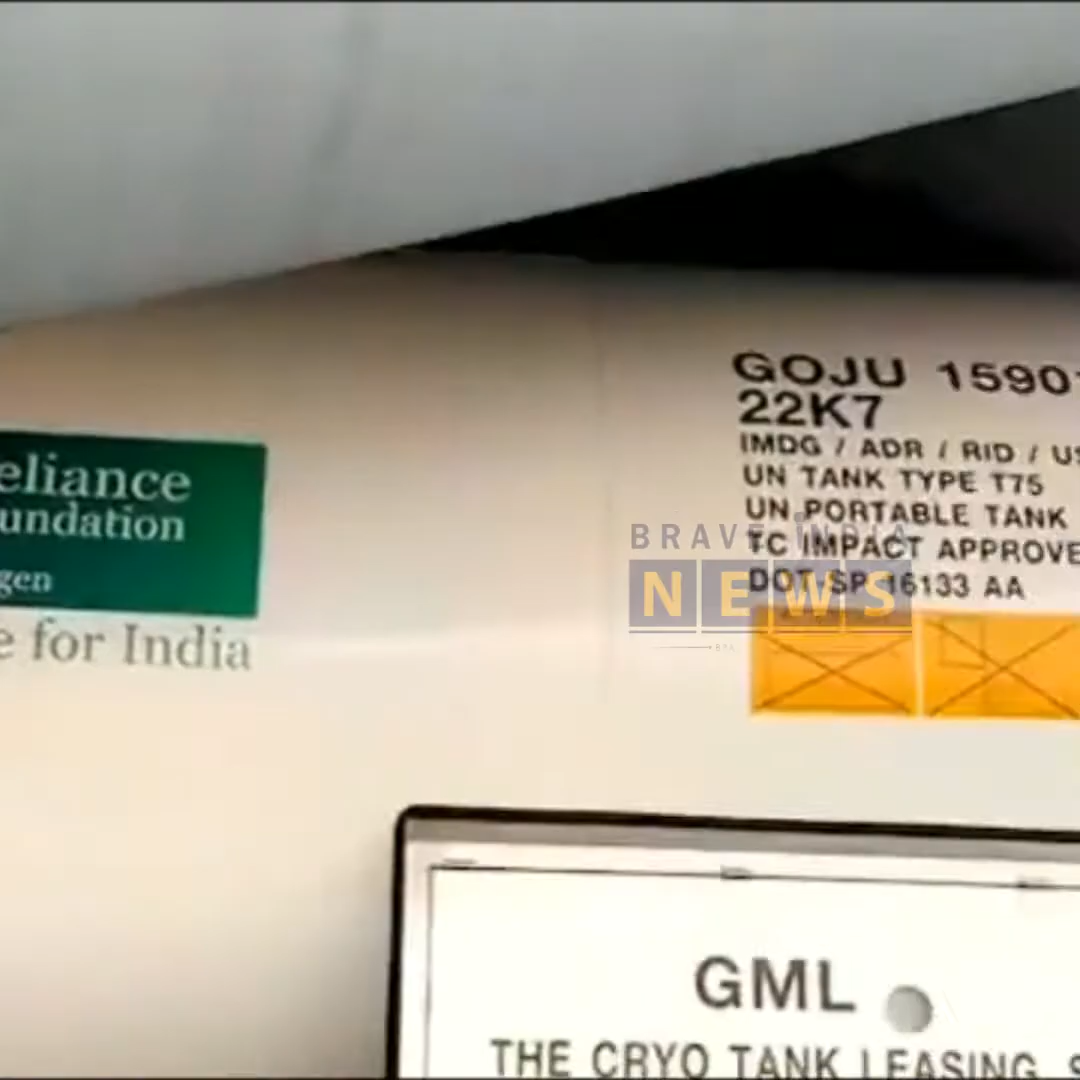 eliance
undation
gen
e for India
GOJU 1590
22K7
IMDG / ADR / RID / US
UN TANK TYPE T75
UN PORTABLE TANK
TC IMPACT APPROVE
DOT-SP 16133 AA
BRAVE INDIA
NEWS
GML
THE CRYO TANK LEASING